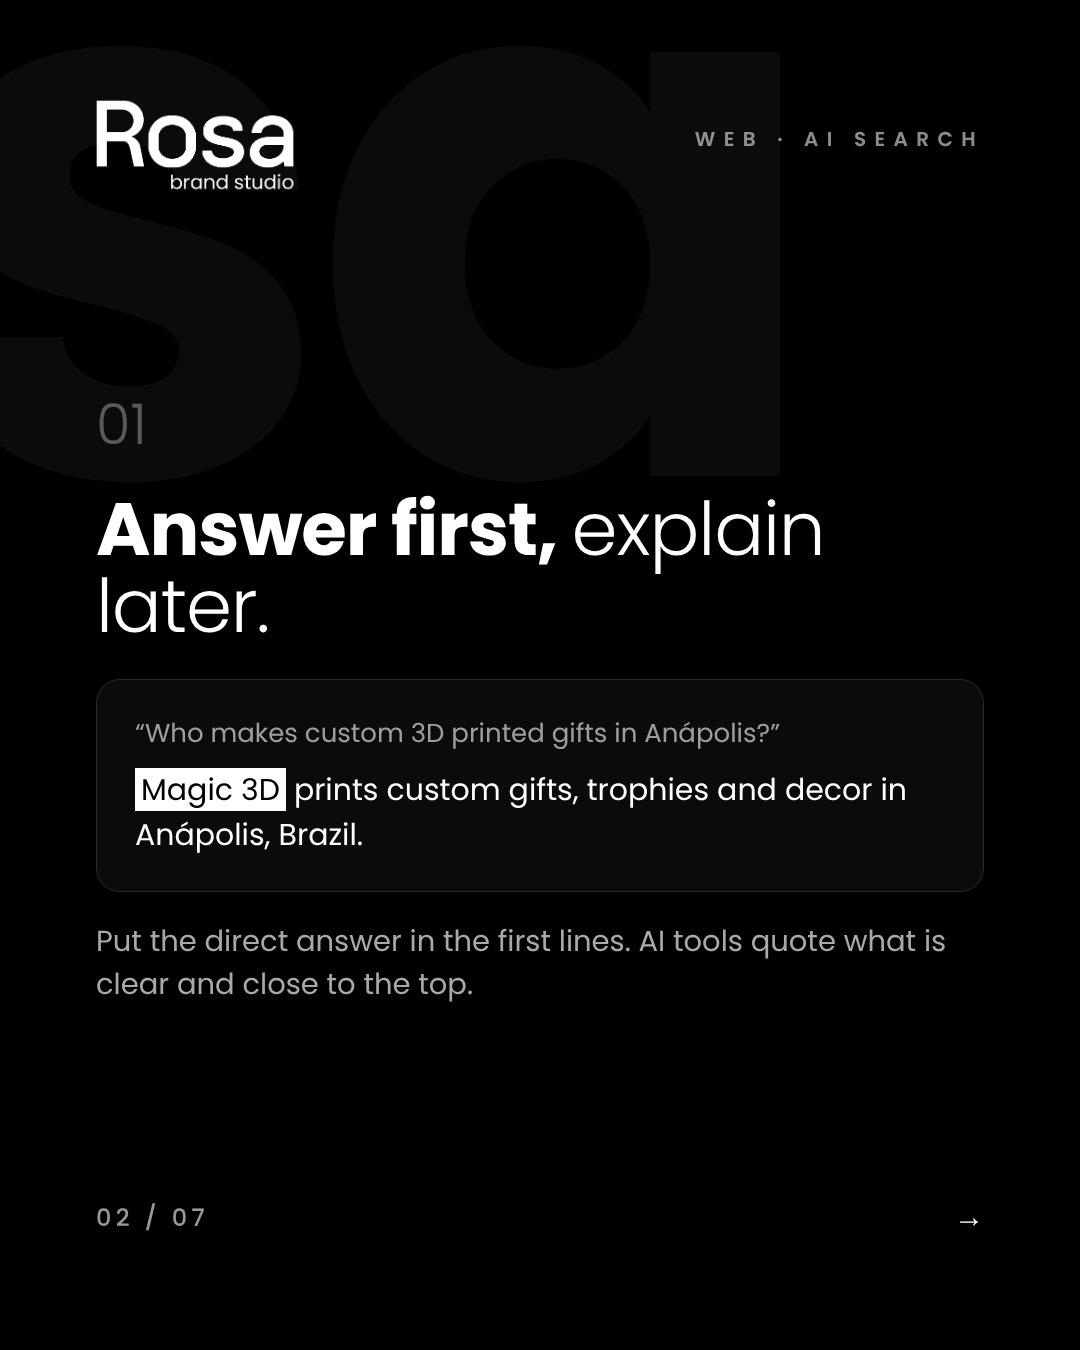 Rosa
brand studio
WEB · AI SEARCH
sa
01
Answer first, explain
later.
“Who makes custom 3D printed gifts in Anápolis?”
Magic 3D prints custom gifts, trophies and decor in
Anápolis, Brazil.
Put the direct answer in the first lines. AI tools quote what is
clear and close to the top.
02 / 07
→